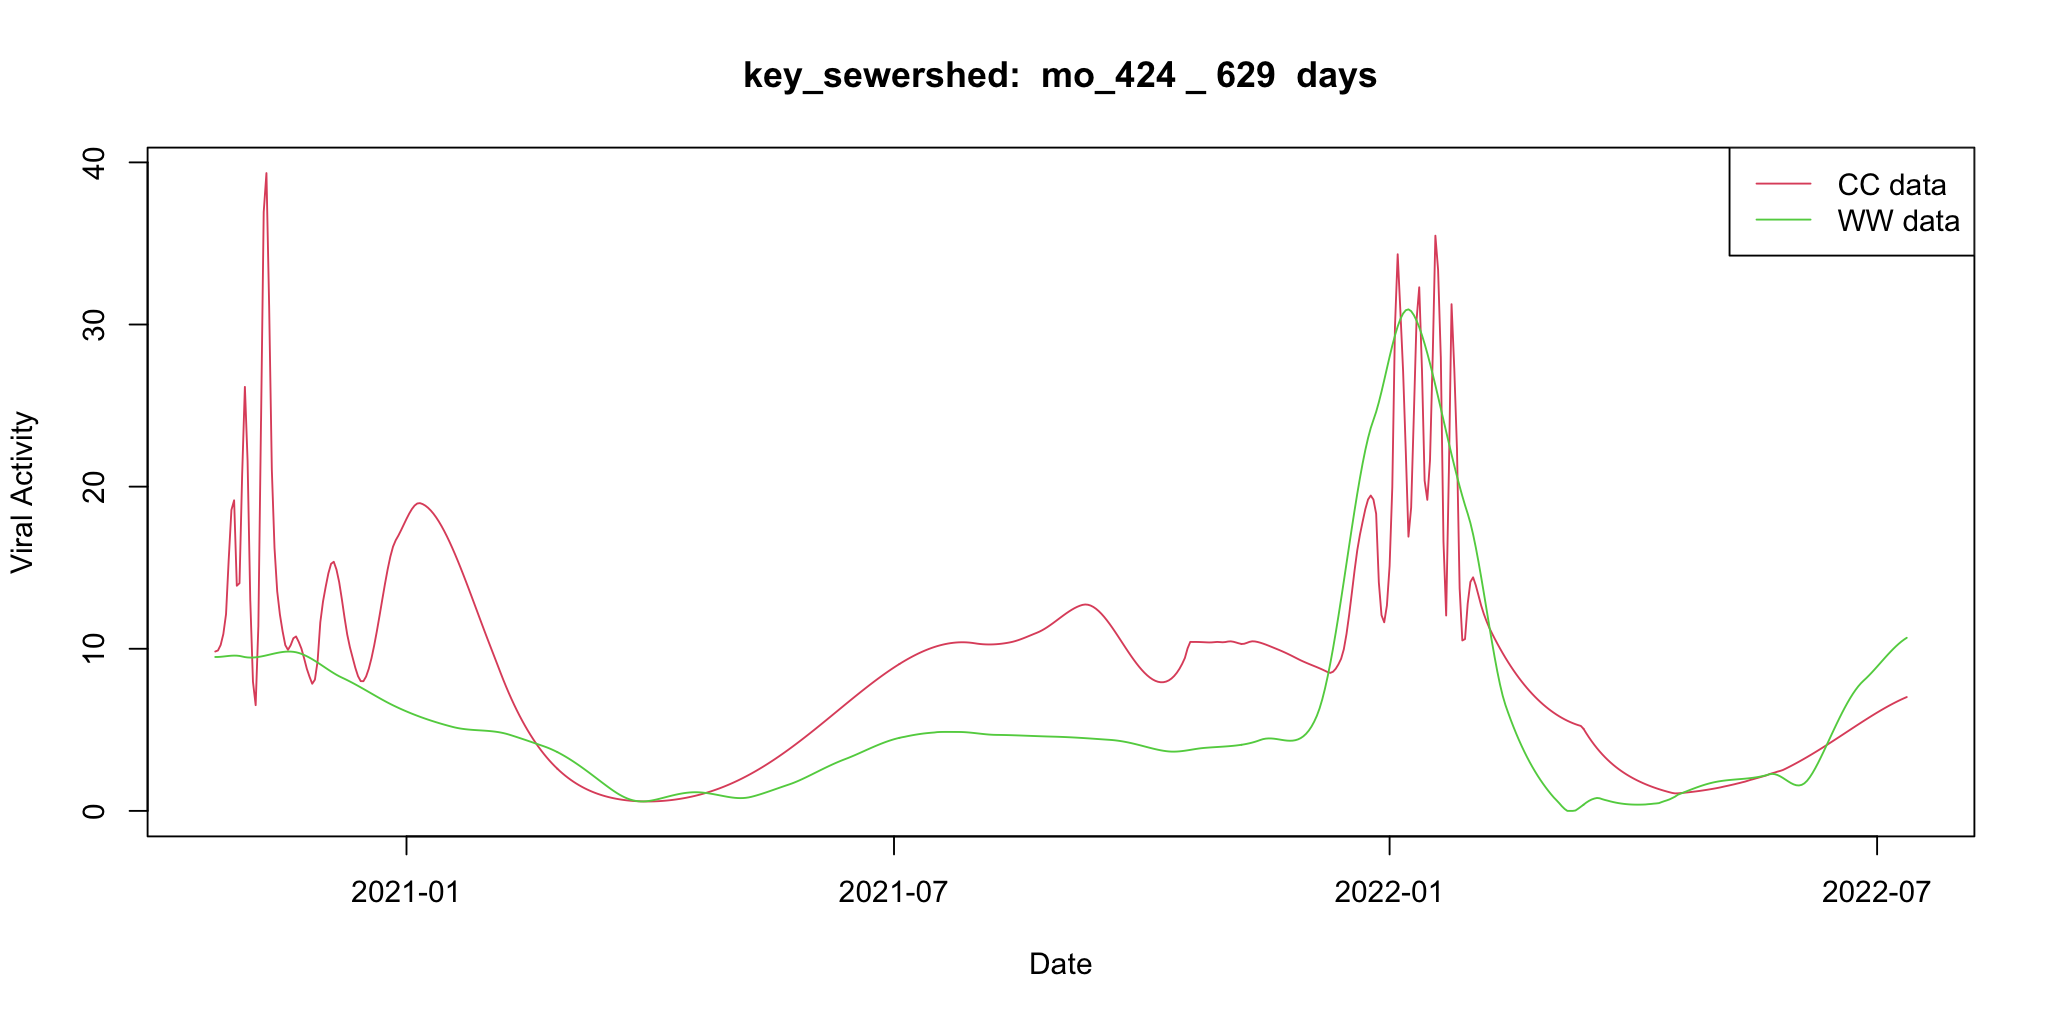 key_sewershed:  mo_424 _ 629  days
CC data
WW data
Viral Activity
40
30
20
10
0
2021-01
2021-07
2022-01
2022-07
Date